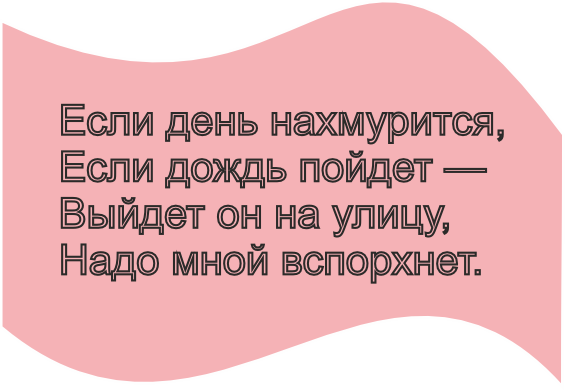 Если день нахмурится,
Если дождь пойдет —
Выйдет он на улицу,
Надо мной вспорхнет.